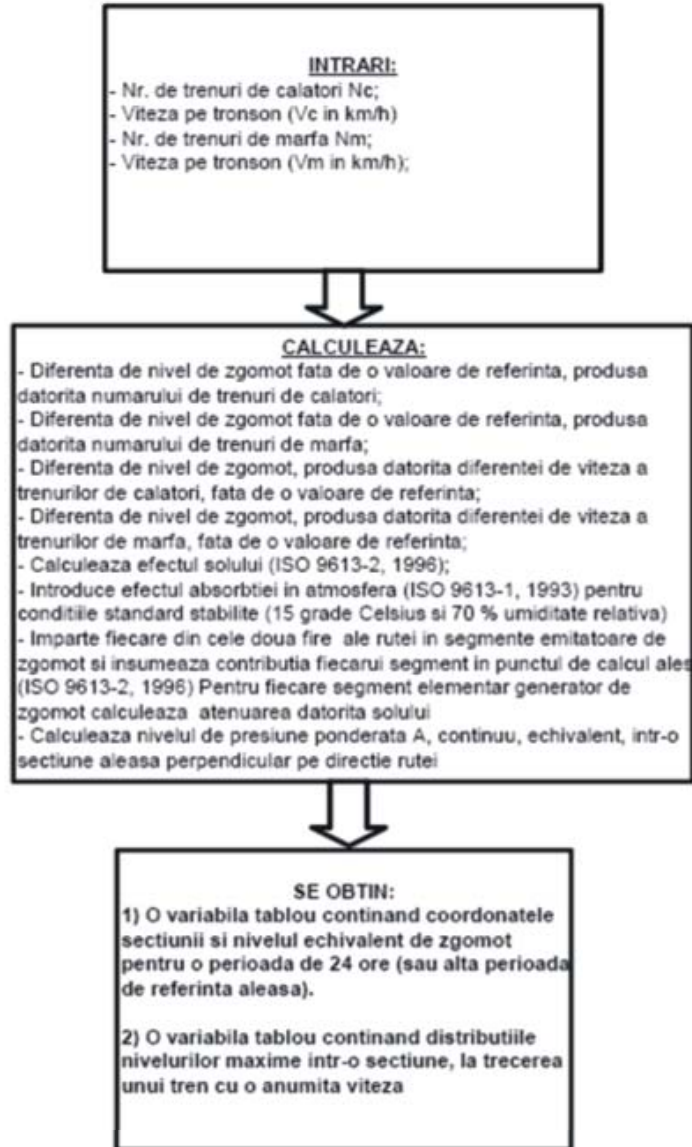 INTRARI:
- Nr. de trenuri de calatori Nc;
- Viteza pe tronson (Vc in km/h)
- Nr. de trenuri de marfa Nm;
- Viteza pe tronson (Vm in km/h);
CALCULEAZA:
- Diferenta de nivel de zgomot fata de o valoare de referinta, produsa
datorita numarului de trenuri de calatori;
- Diferenta de nivel de zgomot fata de o valoare de referinta, produsa
datorita numarului de trenuri de marfa;
- Diferenta de nivel de zgomot, produsa datorita diferentei de viteza a
trenurilor de calatori, fata de o valoare de referinta;
- Diferenta de nivel de zgomot, produsa datorita diferentei de viteza a
trenurilor de marfa, fata de o valoare de referinta;
- Calculeaza efectul solului (ISO 9613-2, 1996);
- Introduce efectul absorbtiei in atmosfera (ISO 9613-1, 1993) pentru
conditiile standard stabilite (15 grade Celsius si 70 % umiditate relativa)
- Imparte fiecare din cele doua fire ale rutei in segmente emitatoare de
zgomot si insumeaza contributia fiecarui segment in punctul de calcul ales
(ISO 9613-2, 1996) Pentru fiecare segment elementar generator de
zgomot calculeaza atenuarea datorita solului
- Calculeaza nivelul de presiune ponderata A, continuu, echivalent, intr-o
sectiune aleasa perpendicular pe directie rutei
SE OBTIN:
1) O variabila tablou continand coordonatele
sectiunii si nivelul echivalent de zgomot
pentru o perioada de 24 ore (sau alta perioada
de referinta aleasa).
2) O variabila tablou continand distributiile
nivelurilor maxime intr-o sectiune, la trecerea
unui tren cu o anumita viteza